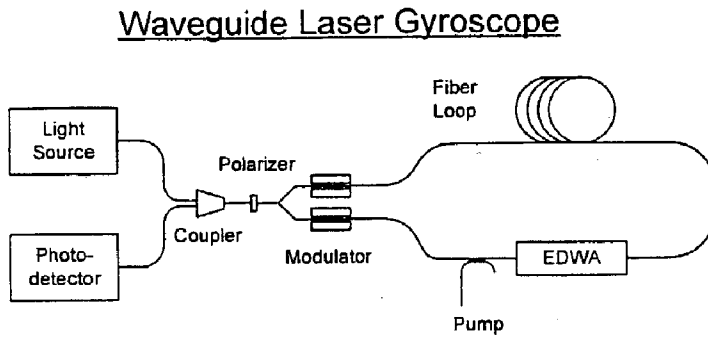 Waveguide Laser Gyroscope
Fiber
Loop
Light
Source
Polarizer
Coupler
Photo-
detector
Modulator
EDWA
Pump